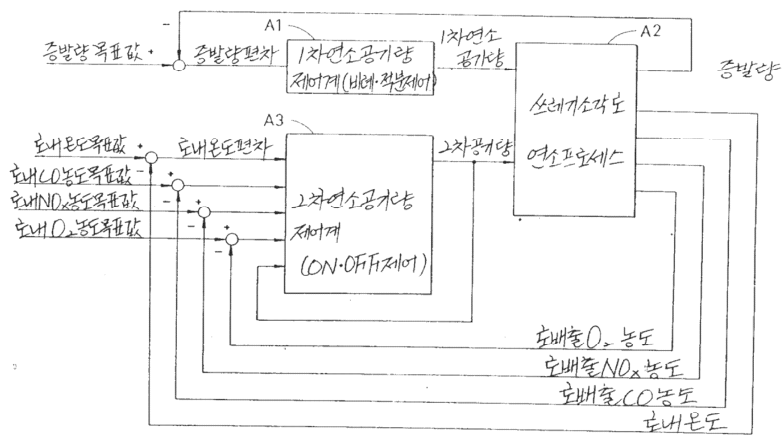 A1
A2
증발량 목표값
증발량편차
1차연소공기량
제어계(비례·적분제어)
1차연소
공기량
증발량
쓰레기소각로
연소프로세스
A3
로내온도목표값
로내온도편차
2차공기량
로내CO농도목표값
로내NOx농도목표값
로내O₂농도목표값
2차연소공기량
제어계
(ON·OFF제어)
로배출O₂농도
로배출NOx농도
로배출CO농도
로내온도